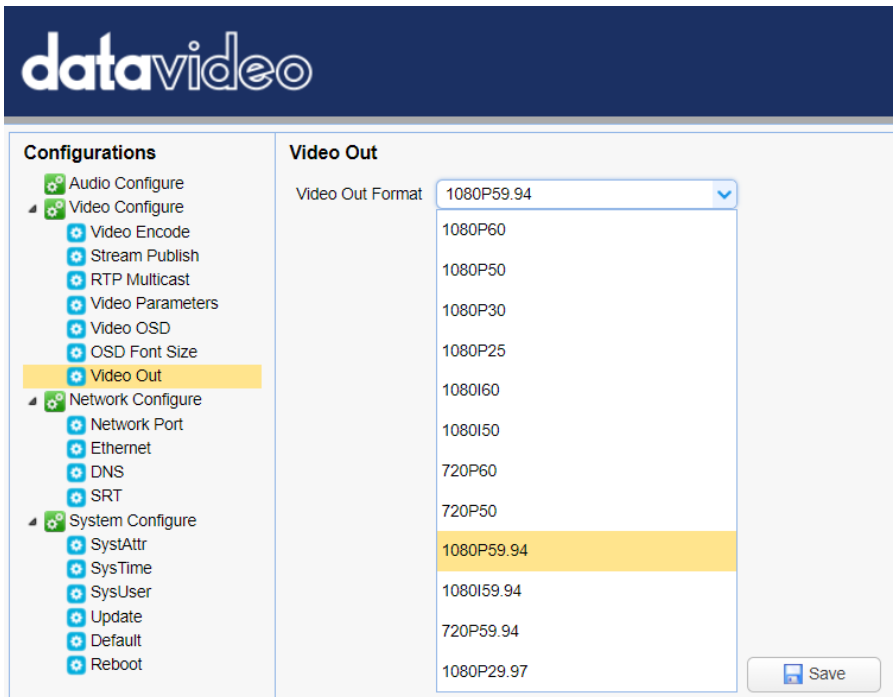 datavideo
Configurations
Audio Configure
Video Configure
Video Encode
Stream Publish
RTP Multicast
Video Parameters
Video OSD
OSD Font Size
Video Out
Network Configure
Network Port
Ethernet
DNS
SRT
System Configure
SystAttr
SysTime
SysUser
Update
Default
Reboot
Video Out
Video Out Format 1080P59.94
1080P60
1080P50
1080P30
1080P25
1080I60
1080I50
720P60
720P50
1080P59.94
1080I59.94
720P59.94
1080P29.97
Save